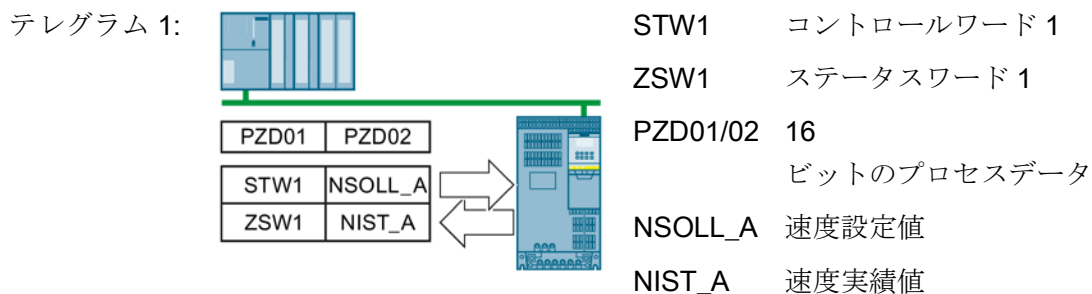 テレグラム 1:
PZD01 PZD02
STW1 NSOLL_A
ZSW1 NIST_A
STW1 コントロールワード 1
ZSW1 ステータスワード 1
PZD01/02 16
ビットのプロセスデータ
NSOLL_A 速度設定値
NIST_A 速度実績値